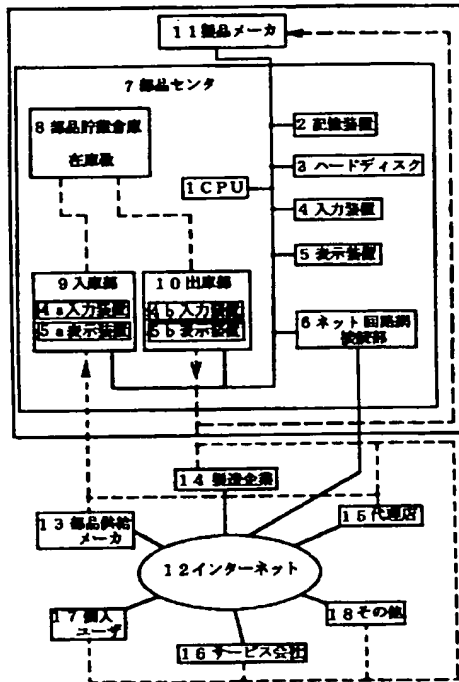 11製品メーカ
7部品センタ
8部品貯蔵倉庫
在庫数
2記憶装置
3ハードディスク
1CPU
4入力装置
5表示装置
9入庫部
4a入力装置
5a表示装置
10出庫部
4b入力装置
5b表示装置
6ネット回路網
接続部
14製造企業
13部品供給
メーカ
15代理店
12インターネット
17個人
ユーザ
18その他
16サービス会社